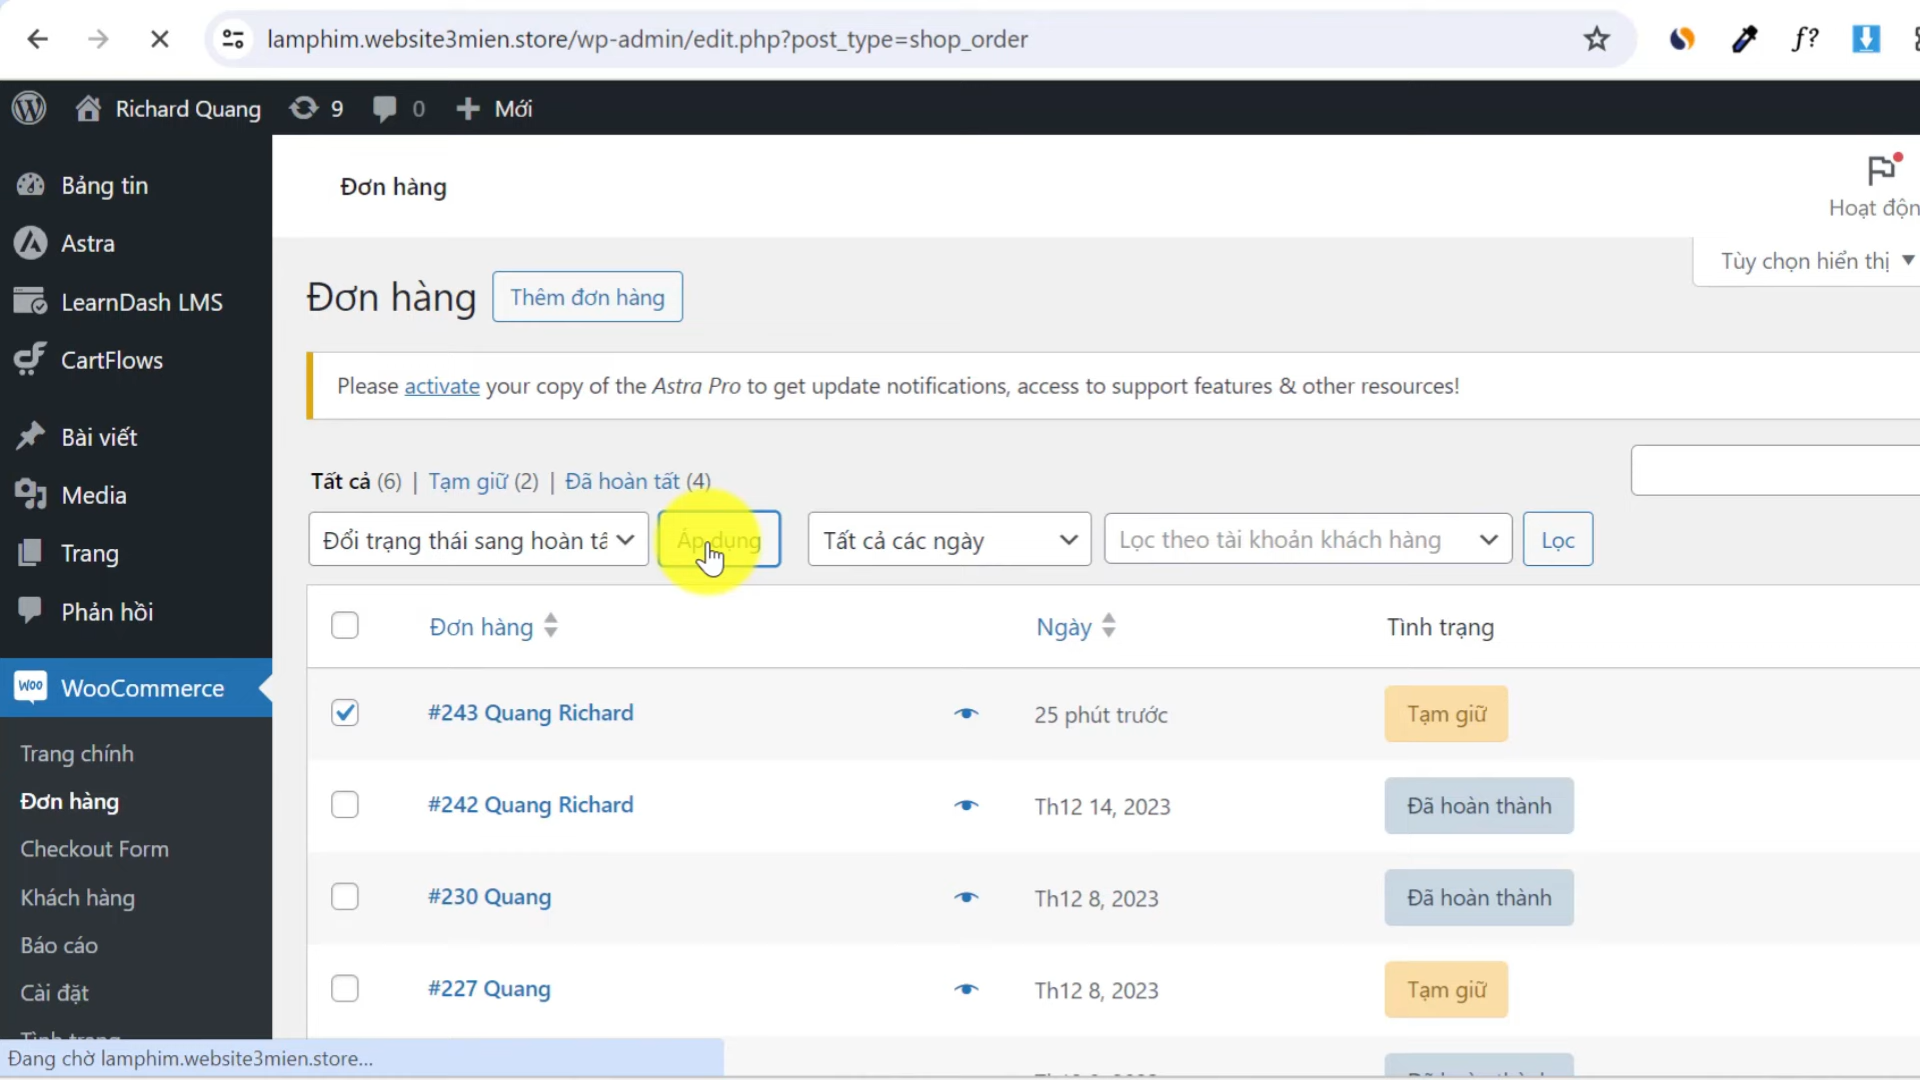 lamphim.website3mien.store/wp-admin/edit.php?post_type=shop_order
f?
Richard Quang 9 0 Mới
Bảng tin
Astra
LearnDash LMS
CartFlows
Bài viết
Media
Trang
Phản hồi
Woo WooCommerce
Trang chính
Đơn hàng
Checkout Form
Khách hàng
Báo cáo
Cài đặt
Tình trạng
Đang chờ lamphim.website3mien.store...
Đơn hàng
Hoạt độn
Tùy chọn hiển thị
Đơn hàng Thêm đơn hàng
Please activate your copy of the Astra Pro to get update notifications, access to support features & other resources!
Tất cả (6) | Tạm giữ (2) | Đã hoàn tất (4)
Đổi trạng thái sang hoàn tấ Áp dụng Tất cả các ngày Lọc theo tài khoản khách hàng Lọc
Đơn hàng Ngày Tình trạng
#243 Quang Richard 25 phút trước Tạm giữ
#242 Quang Richard Th12 14, 2023 Đã hoàn thành
#230 Quang Th12 8, 2023 Đã hoàn thành
#227 Quang Th12 8, 2023 Tạm giữ